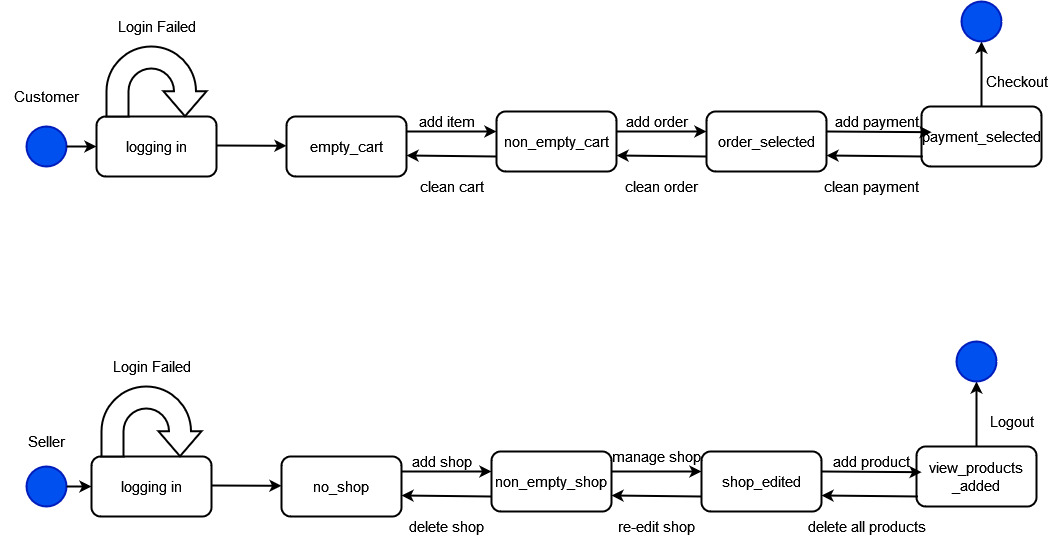 Login Failed
Customer
Checkout
logging in
empty_cart
add item
clean cart
non_empty_cart
add order
clean order
order_selected
add payment
clean payment
payment_selected
Login Failed
Seller
Logout
logging in
no_shop
add shop
delete shop
non_empty_shop
manage shop
re-edit shop
shop_edited
add product
delete all products
view_products
_added